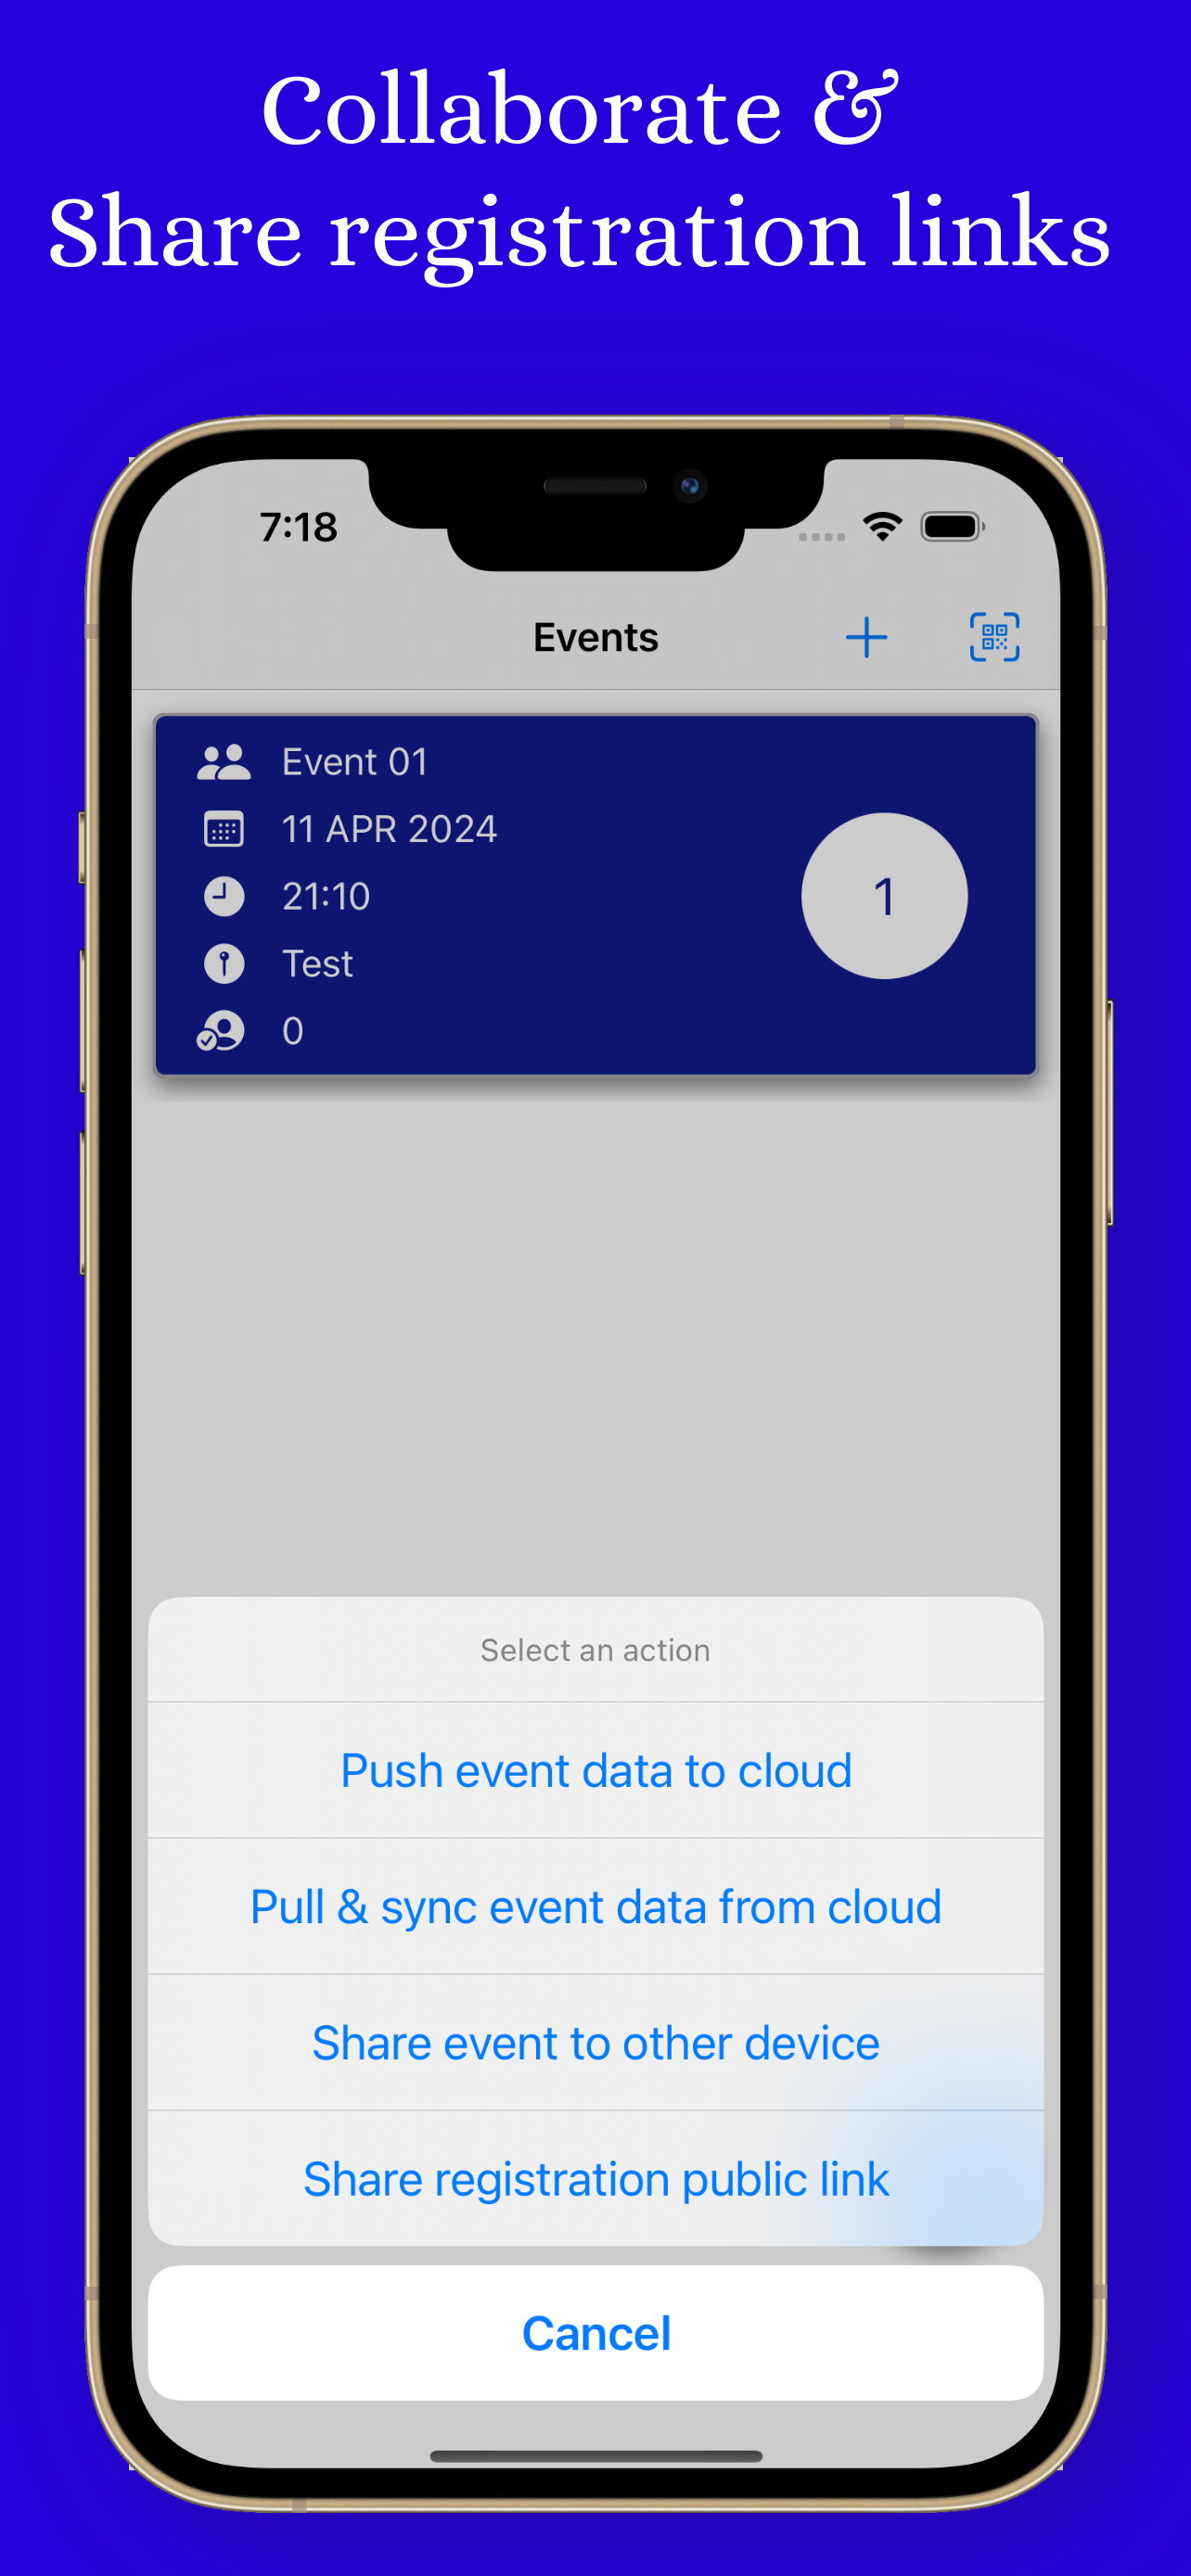 Collaborate &
Share registration links
7:18
Events
Event 01
11 APR 2024
21:10
Test
0
1
Select an action
Push event data to cloud
Pull & sync event data from cloud
Share event to other device
Share registration public link
Cancel